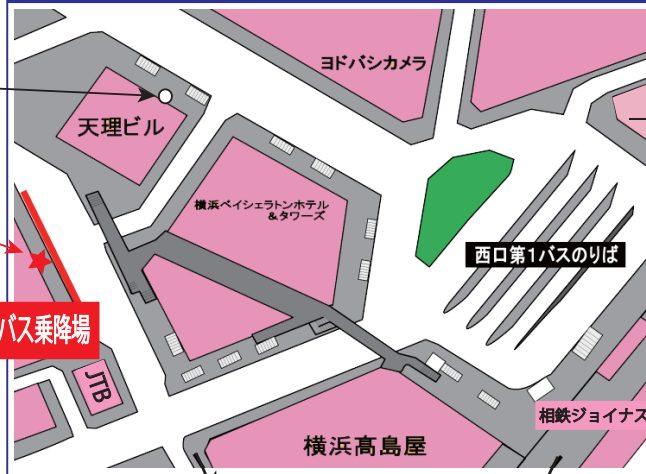 ヨドバシカメラ
天理ビル
横浜ベイシェラトンホテル
&タワーズ
西口第1バスのりば
バス乗降場
JTB
相鉄ジョイナス
横浜髙島屋